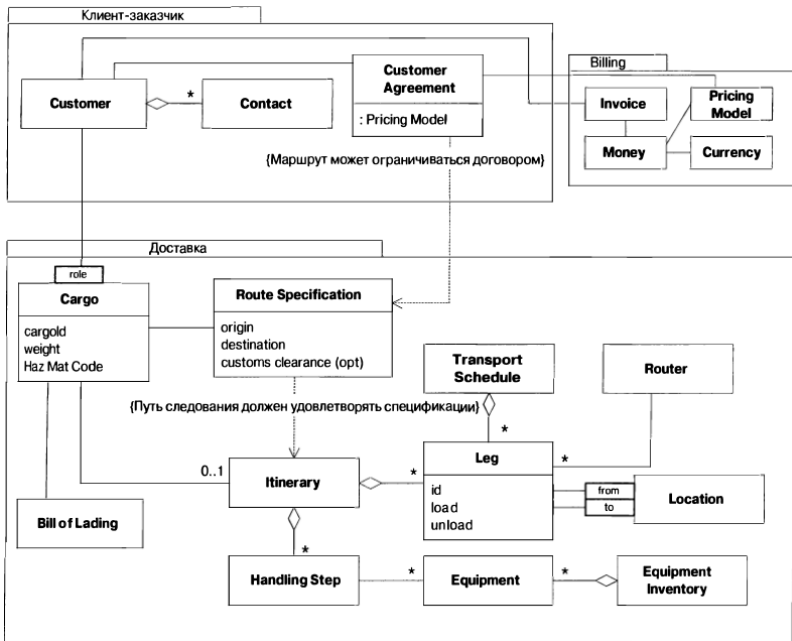 Клиент-заказчик
Customer
*
Contact
Customer
Agreement
: Pricing Model
Billing
Invoice
Pricing
Model
Money
Currency
{Маршрут может ограничиваться договором}
Доставка
role
Cargo
cargoId
weight
Haz Mat Code
Route Specification
origin
destination
customs clearance (opt)
Transport
Schedule
Router
{Путь следования должен удовлетворять спецификации}
*
*
0..1
Itinerary
*
Leg
id
load
unload
from
to
Location
Bill of Lading
*
Handling Step
*
Equipment
*
Equipment
Inventory